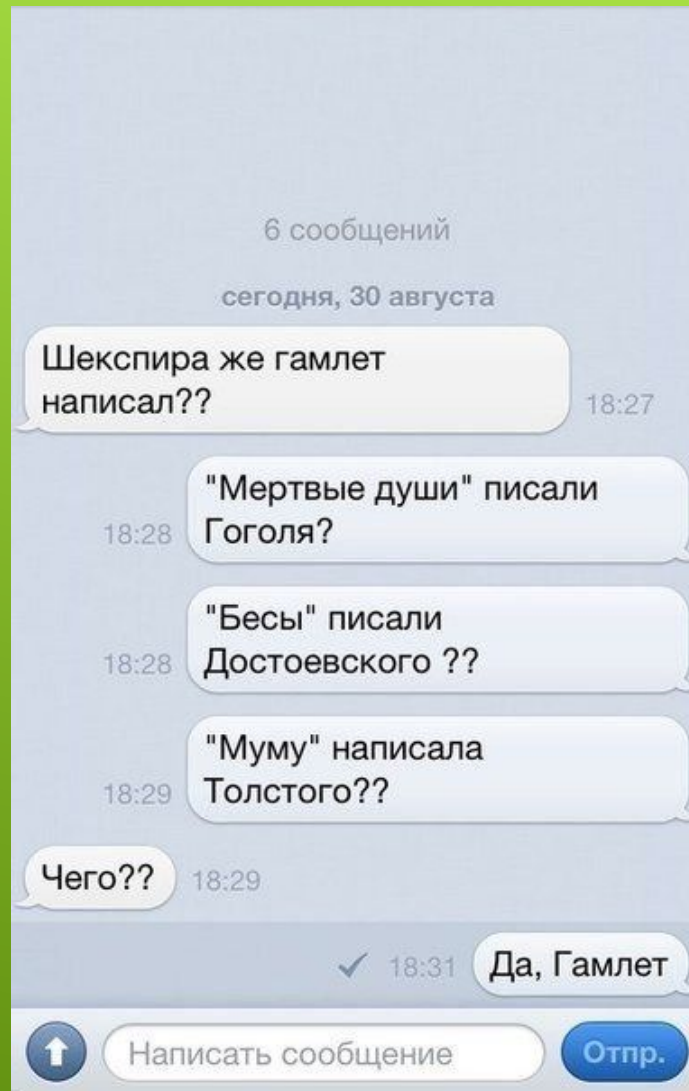 6 сообщений
сегодня, 30 августа
Шекспира же гамлет
написал??
18:27
"Мертвые души" писали
Гоголя?
18:28
"Бесы" писали
Достоевского ??
18:28
"Муму" написала
Толстого??
18:29
Чего??
18:29
18:31
Да, Гамлет
Написать сообщение
Отпр.